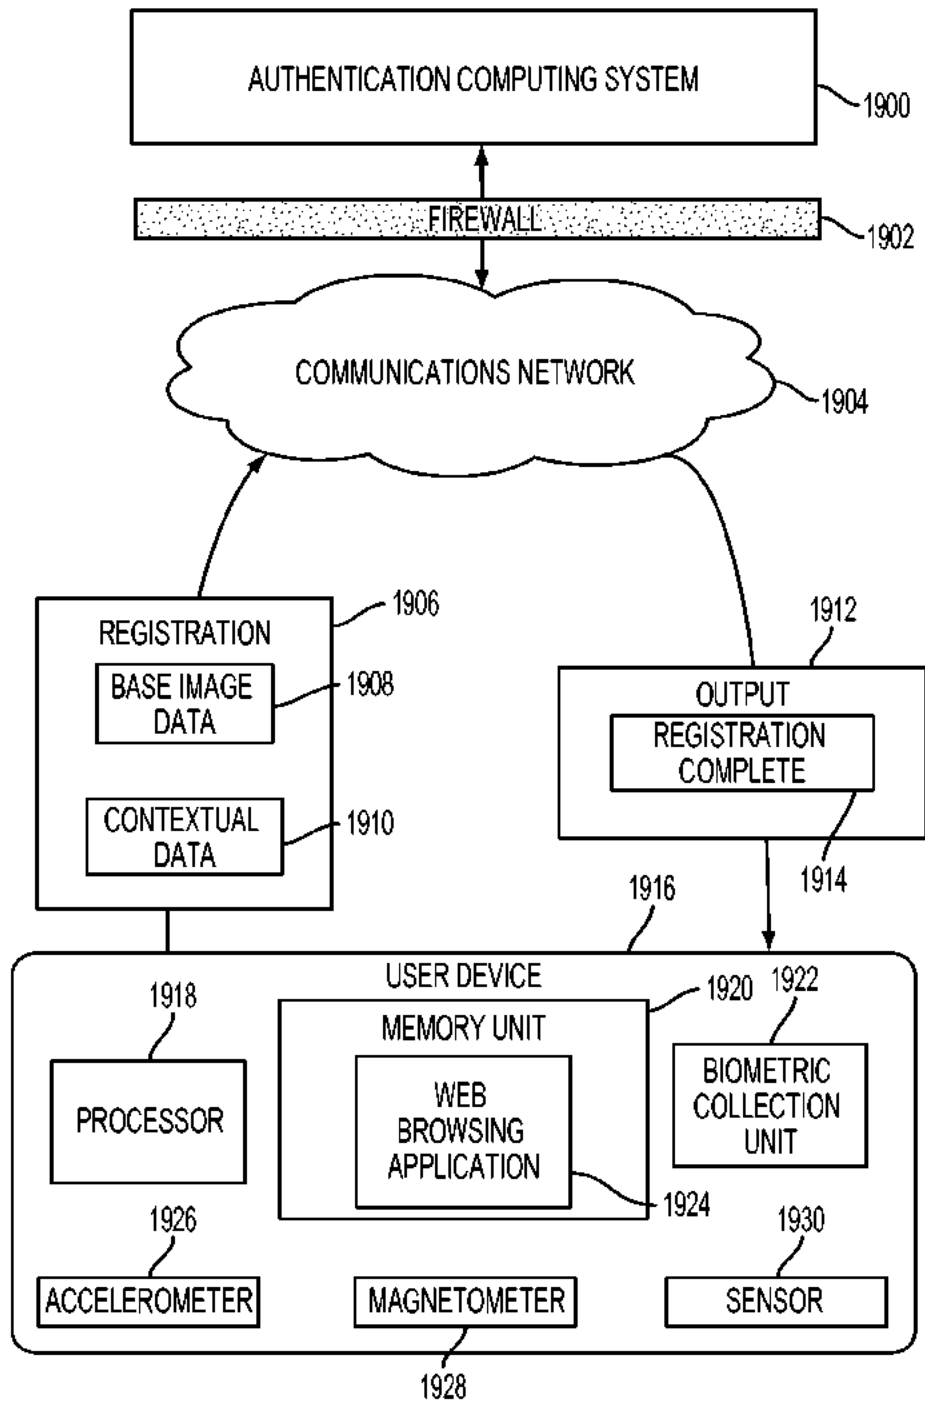 AUTHENTICATION COMPUTING SYSTEM
1900
FIREWALL
1902
COMMUNICATIONS NETWORK
1904
1906
REGISTRATION
BASE IMAGE
DATA
1908
CONTEXTUAL
DATA
1910
1912
OUTPUT
REGISTRATION
COMPLETE
1914
1916
USER DEVICE
1918
PROCESSOR
1920
MEMORY UNIT
WEB
BROWSING
APPLICATION
1924
1922
BIOMETRIC
COLLECTION
UNIT
1926
ACCELEROMETER
MAGNETOMETER
1928
1930
SENSOR